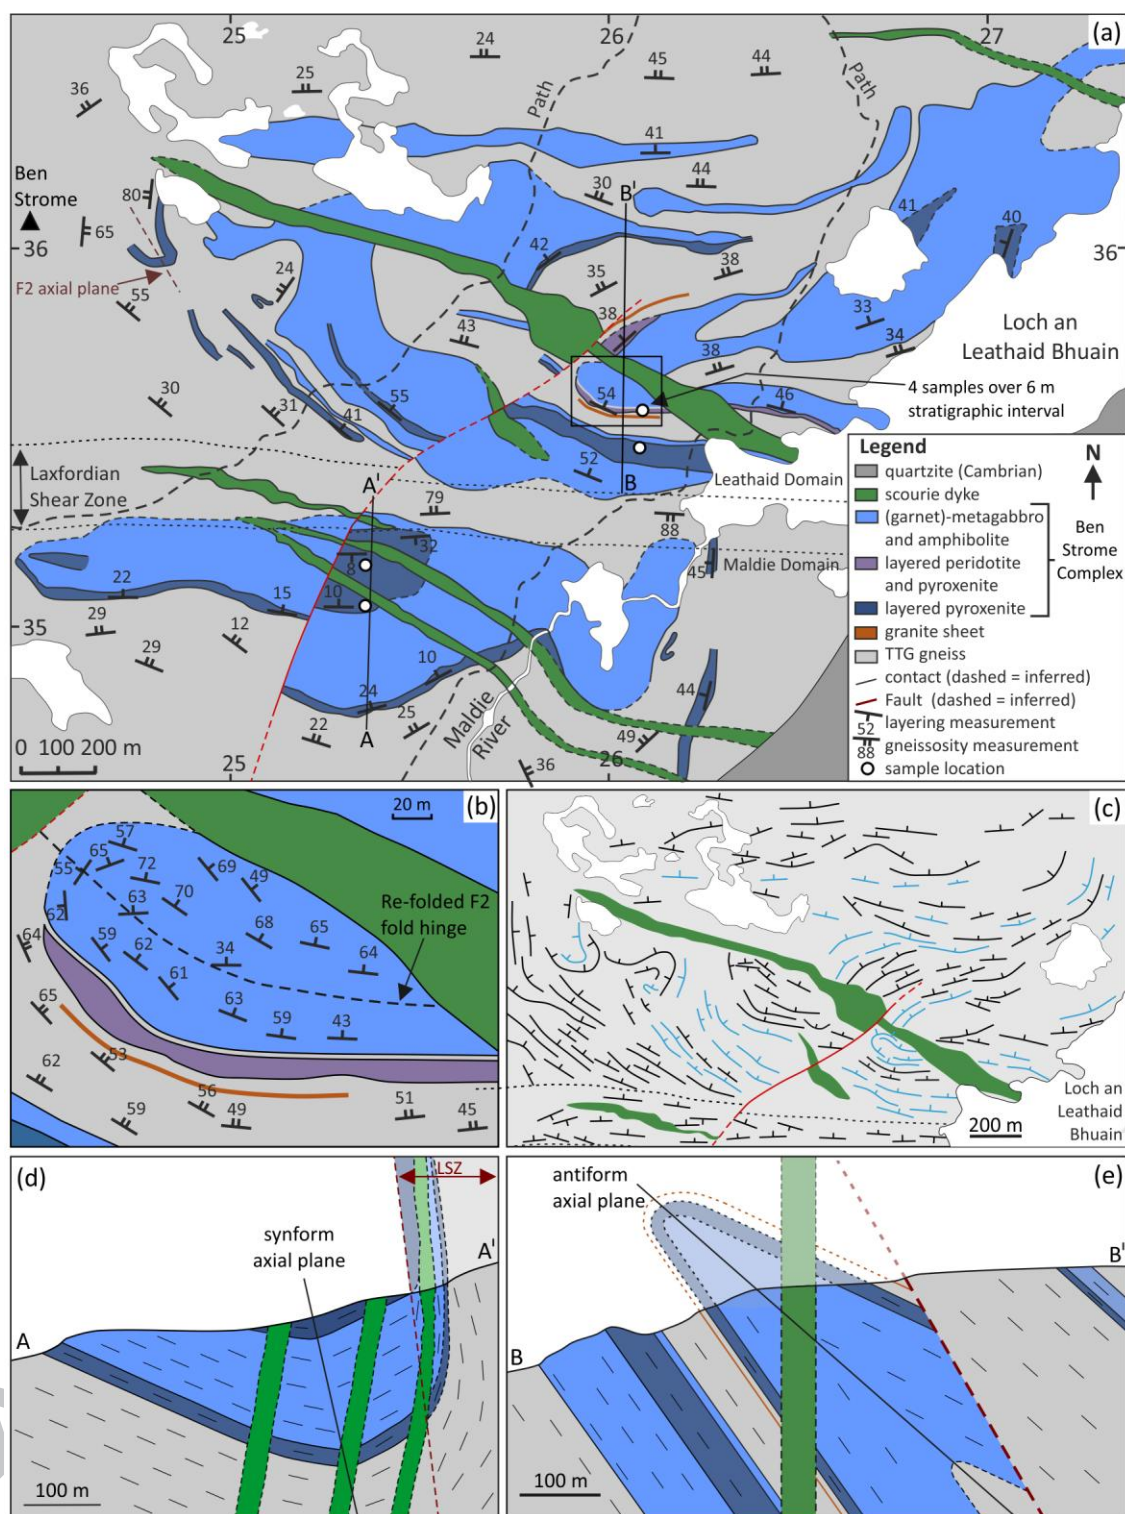 25
26
27
(a)
24
45
44
25
36
Path
Path
41
44
30
B'
41
40
Ben
Strome
80
65
36
36
42
38
35
24
F2 axial plane
55
43
38
33
34
38
Loch an
Leathaid Bhuain
30
31
41
55
54
46
4 samples over 6 m
stratigraphic interval
52
B
A'
79
88
Laxfordian
Shear Zone
Leathaid Domain
Maldie Domain
32
8
10
45
22
15
29
29
12
10
24
A
22
25
44
49
36
Maldie
River
35
0 100 200 m
25
26
Legend
N
quartzite (Cambrian)
scourie dyke
(garnet)-metagabbro
and amphibolite
layered peridotite
and pyroxenite
layered pyroxenite
Ben
Strome
Complex
granite sheet
TTG gneiss
contact (dashed = inferred)
Fault (dashed = inferred)
52
layering measurement
88
gneissosity measurement
sample location
(b)
20 m
57
65
55
72
69
49
63
70
62
64
59
62
68
65
64
34
61
63
59
43
65
53
62
56
59
49
51
45
Re-folded F2
fold hinge
(c)
Loch an
Leathaid
Bhuain
200 m
(d)
LSZ
synform
axial plane
A'
A
100 m
(e)
antiform
axial plane
B'
B
100 m